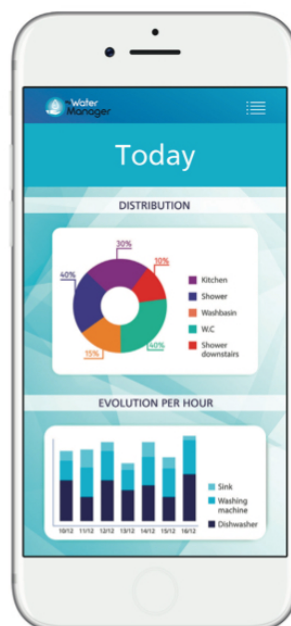 my Water
Manager
Today
DISTRIBUTION
30%
40%
10%
15%
40%
Kitchen
Shower
Washbasin
W.C
Shower
downstairs
EVOLUTION PER HOUR
10/12 11/12 12/12 13/12 14/12 15/12 16/12
Sink
Washing
machine
Dishwasher